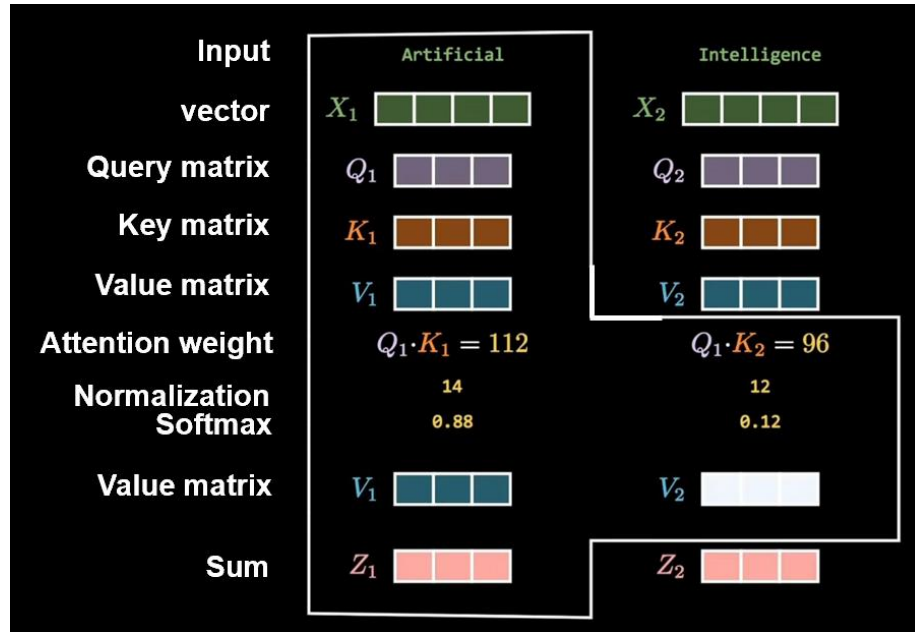 Input Artificial Intelligence
vector X₁ X₂
Query matrix Q₁ Q₂
Key matrix K₁ K₂
Value matrix V₁ V₂
Attention weight Q₁·K₁ = 112 Q₁·K₂ = 96
Normalization 14 12
Softmax 0.88 0.12
Value matrix V₁ V₂
Sum Z₁ Z₂